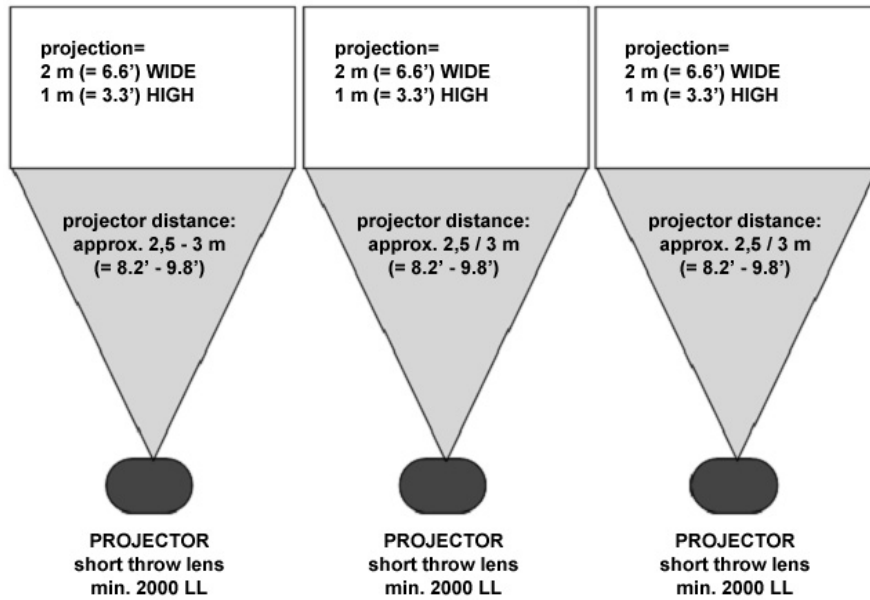 projection=
2 m (= 6.6') WIDE
1 m (= 3.3') HIGH
projector distance:
approx. 2,5 - 3 m
(= 8.2' - 9.8')
PROJECTOR
short throw lens
min. 2000 LL
projection=
2 m (= 6.6') WIDE
1 m (= 3.3') HIGH
projector distance:
approx. 2,5 / 3 m
(= 8.2' - 9.8')
PROJECTOR
short throw lens
min. 2000 LL
projection=
2 m (= 6.6') WIDE
1 m (= 3.3') HIGH
projector distance:
approx. 2,5 / 3 m
(= 8.2' - 9.8')
PROJECTOR
short throw lens
min. 2000 LL